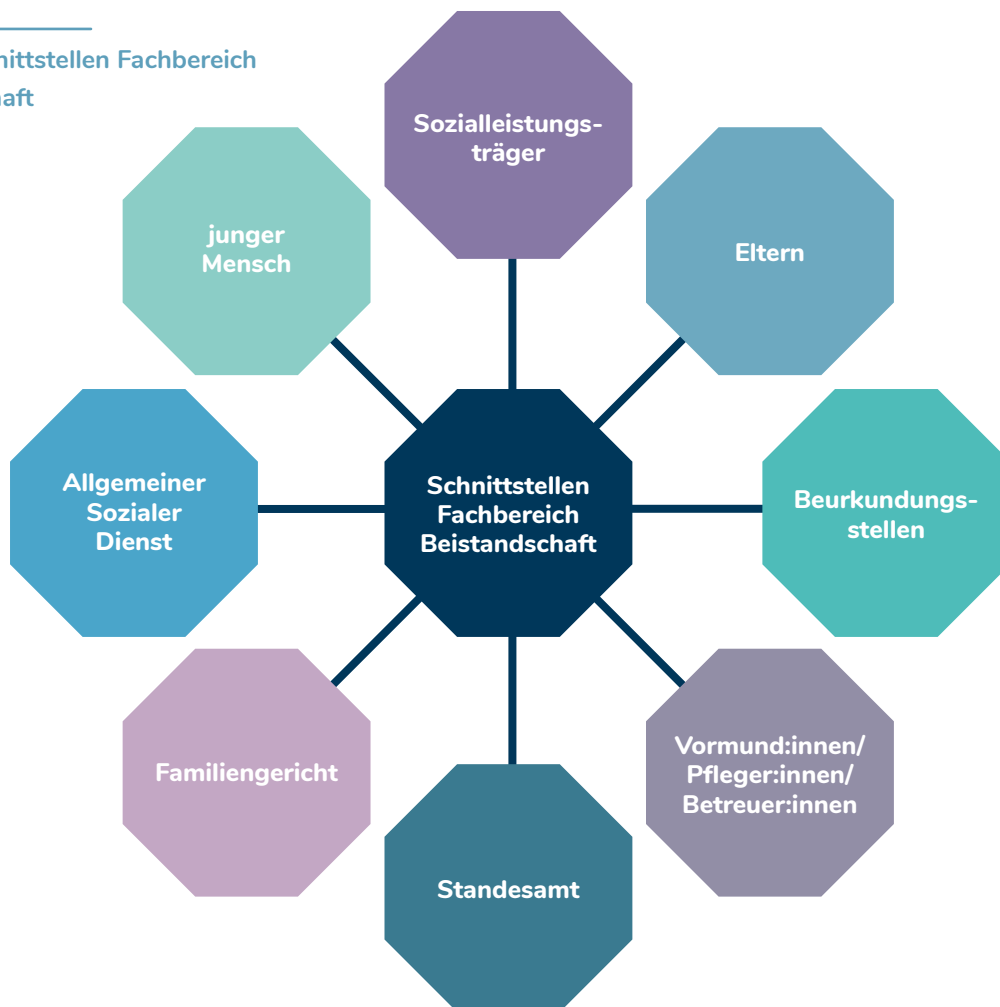 nittstellen Fachbereich
aft
Sozialleistungs-
träger
junger
Mensch
Eltern
Allgemeiner
Sozialer
Dienst
Schnittstellen
Fachbereich
Beistandschaft
Beurkundungs-
stellen
Familiengericht
Vormund:innen/
Pfleger:innen/
Betreuer:innen
Standesamt